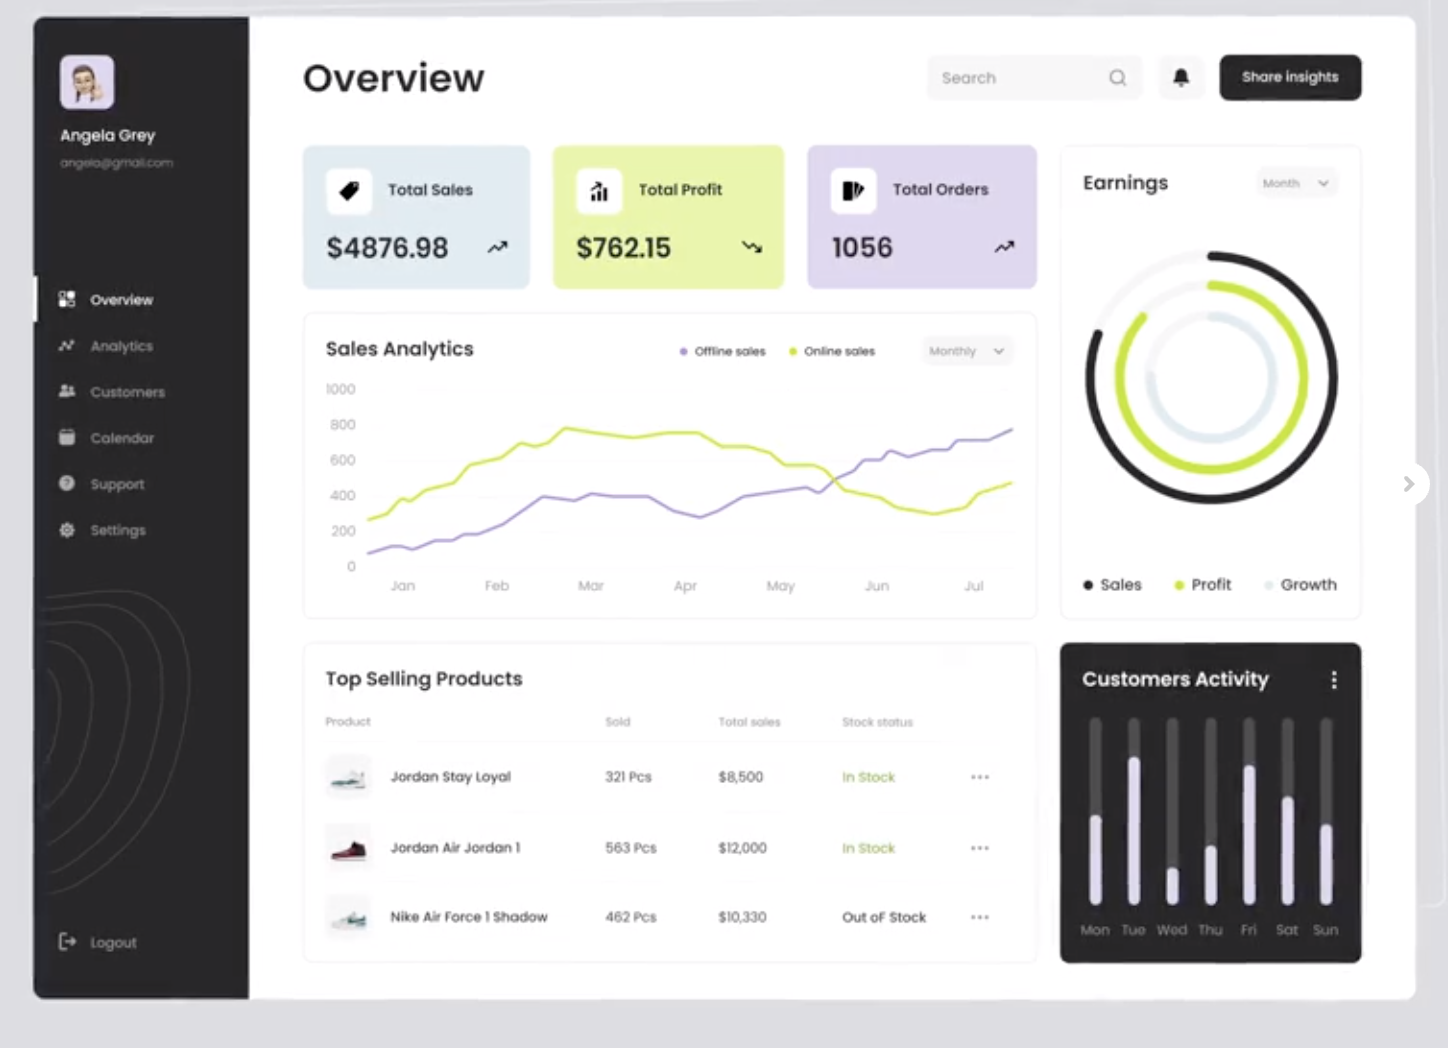 Angela Grey
angela@gmail.com
Overview
Analytics
Customers
Calendar
Support
Settings
Logout
Overview
Search
Share insights
Total Sales
$4876.98
Total Profit
$762.15
Total Orders
1056
Sales Analytics
Offline sales
Online sales
Monthly
1000
800
600
400
200
0
Jan Feb Mar Apr May Jun Jul
Earnings
Month
Sales Profit Growth
Top Selling Products
Product Sold Total sales Stock status
Jordan Stay Loyal 321 Pcs $8,500 In Stock
Jordan Air Jordan 1 563 Pcs $12,000 In Stock
Nike Air Force 1 Shadow 462 Pcs $10,330 Out of Stock
Customers Activity
Mon Tue Wed Thu Fri Sat Sun